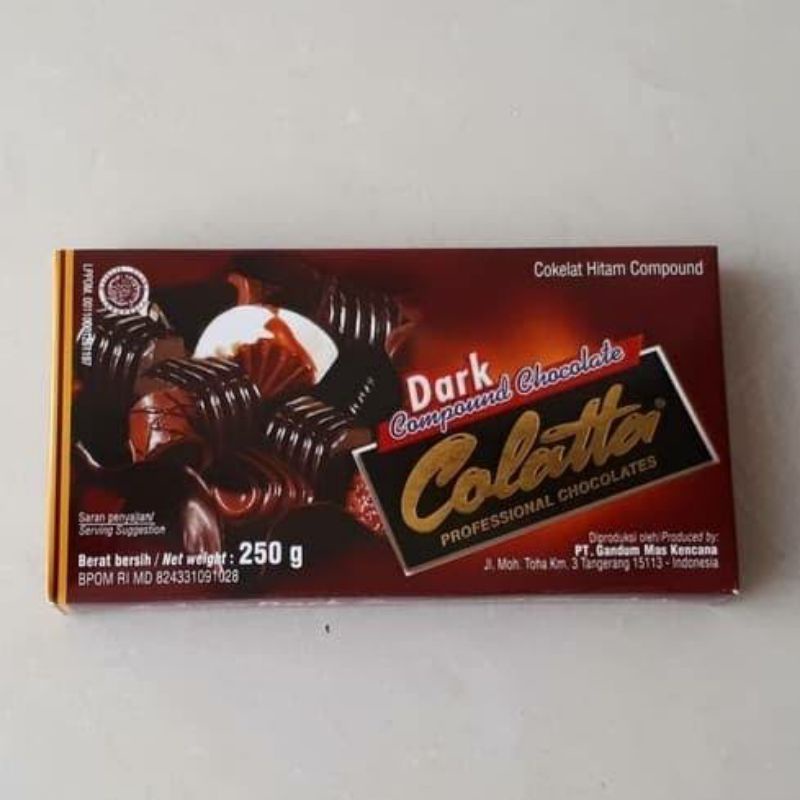 Cokelat Hitam Compound
Dark
Compound Chocolate
Colatta®
PROFESSIONAL CHOCOLATES
Saran penyajian/
Serving Suggestion
Berat bersih / Net weight : 250 g
BPOM RI MD 824331091028
Diproduksi oleh/Produced by:
PT. Gandum Mas Kencana
Jl. Moh. Toha Km. 3 Tangerang 15113 - Indonesia